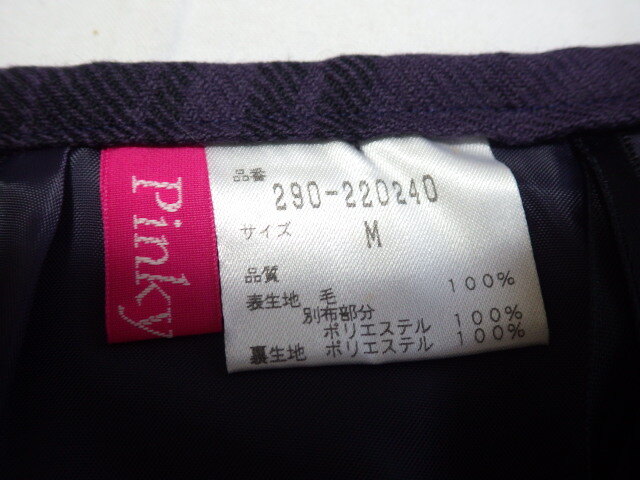 Pinky
品番
290-220240
サイズ M
品質
表生地 毛 100%
別布部分
ポリエステル 100%
裏生地 ポリエステル 100%